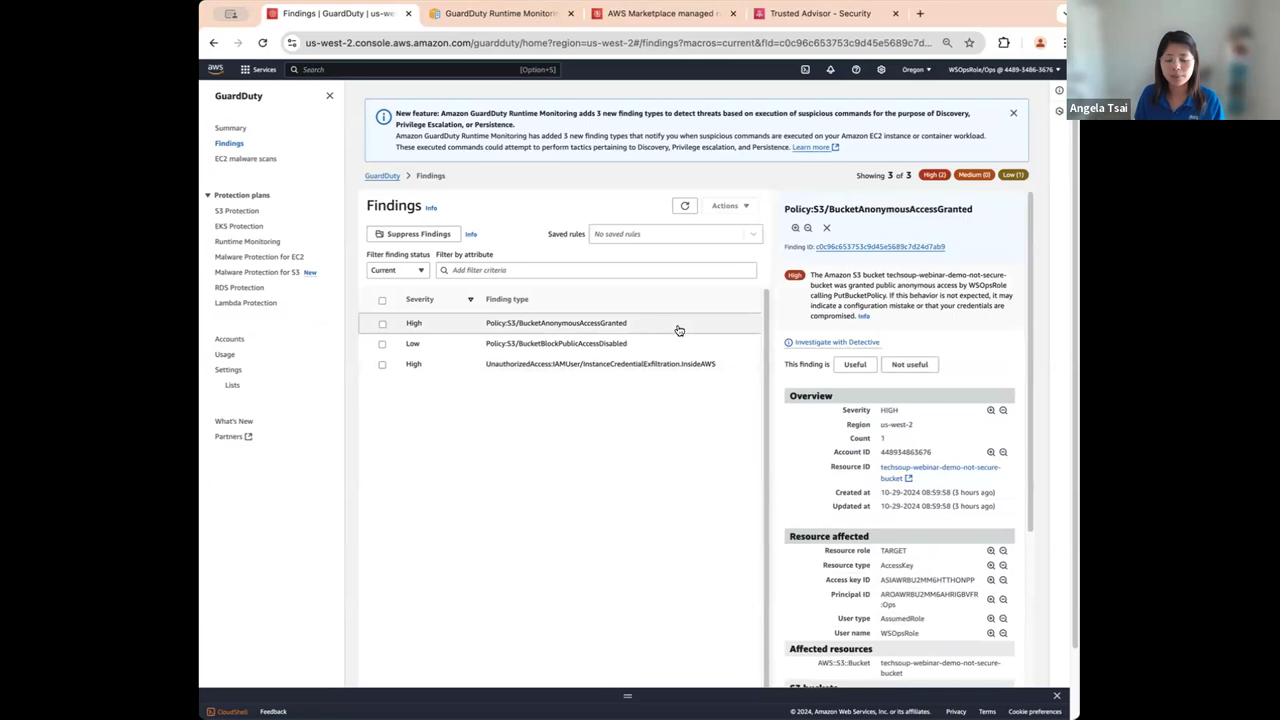 Findings | GuardDuty | us-we
GuardDuty Runtime Monitorin
AWS Marketplace managed r
Trusted Advisor - Security
us-west-2.console.aws.amazon.com/guardduty/home?region=us-west-2#/findings?macros=current&fId=c0c96c653753c9d45e5689c7d...
aws
Services
Search
[Option+S]
Oregon
WSOpsRole/Ops @ 4489-3486-3676
Angela Tsai
GuardDuty
Summary
Findings
EC2 malware scans
Protection plans
S3 Protection
EKS Protection
Runtime Monitoring
Malware Protection for EC2
Malware Protection for S3 New
RDS Protection
Lambda Protection
Accounts
Usage
Settings
Lists
What's New
Partners
New feature: Amazon GuardDuty Runtime Monitoring adds 3 new finding types to detect threats based on execution of suspicious commands for the purpose of Discovery,
Privilege Escalation, or Persistence.
Amazon GuardDuty Runtime Monitoring has added 3 new finding types that notify you when suspicious commands are executed on your Amazon EC2 instance or container workload.
These executed commands could attempt to perform tactics pertaining to Discovery, Privilege escalation, and Persistence. Learn more
GuardDuty > Findings
Showing 3 of 3
High (2)
Medium (0)
Low (1)
Findings Info
Actions
Suppress Findings Info
Saved rules
No saved rules
Filter finding status
Filter by attribute
Current
Add filter criteria
Severity Finding type
High Policy:S3/BucketAnonymousAccessGranted
Low Policy:S3/BucketBlockPublicAccessDisabled
High UnauthorizedAccess:IAMUser/InstanceCredentialExfiltration.InsideAWS
Policy:S3/BucketAnonymousAccessGranted
Finding ID: c0c96c653753c9d45e5689c7d24d7ab9
High
The Amazon S3 bucket techsoup-webinar-demo-not-secure-
bucket was granted public anonymous access by WSOpsRole
calling PutBucketPolicy. If this behavior is not expected, it may
indicate a configuration mistake or that your credentials are
compromised. Info
Investigate with Detective
This finding is
Useful
Not useful
Overview
Severity HIGH
Region us-west-2
Count 1
Account ID 448934863676
Resource ID techsoup-webinar-demo-not-secure-
bucket
Created at 10-29-2024 08:59:58 (3 hours ago)
Updated at 10-29-2024 08:59:58 (3 hours ago)
Resource affected
Resource role TARGET
Resource type AccessKey
Access key ID ASIAWRBU2MM6HTTHONPP
Principal ID AROAWRBU2MM6AHRIGBVFR
:Ops
User type AssumedRole
User name WSOpsRole
Affected resources
AWS::S3::Bucket techsoup-webinar-demo-not-secure-
bucket
CloudShell
Feedback
© 2024, Amazon Web Services, Inc. or its affiliates.
Privacy
Terms
Cookie preferences